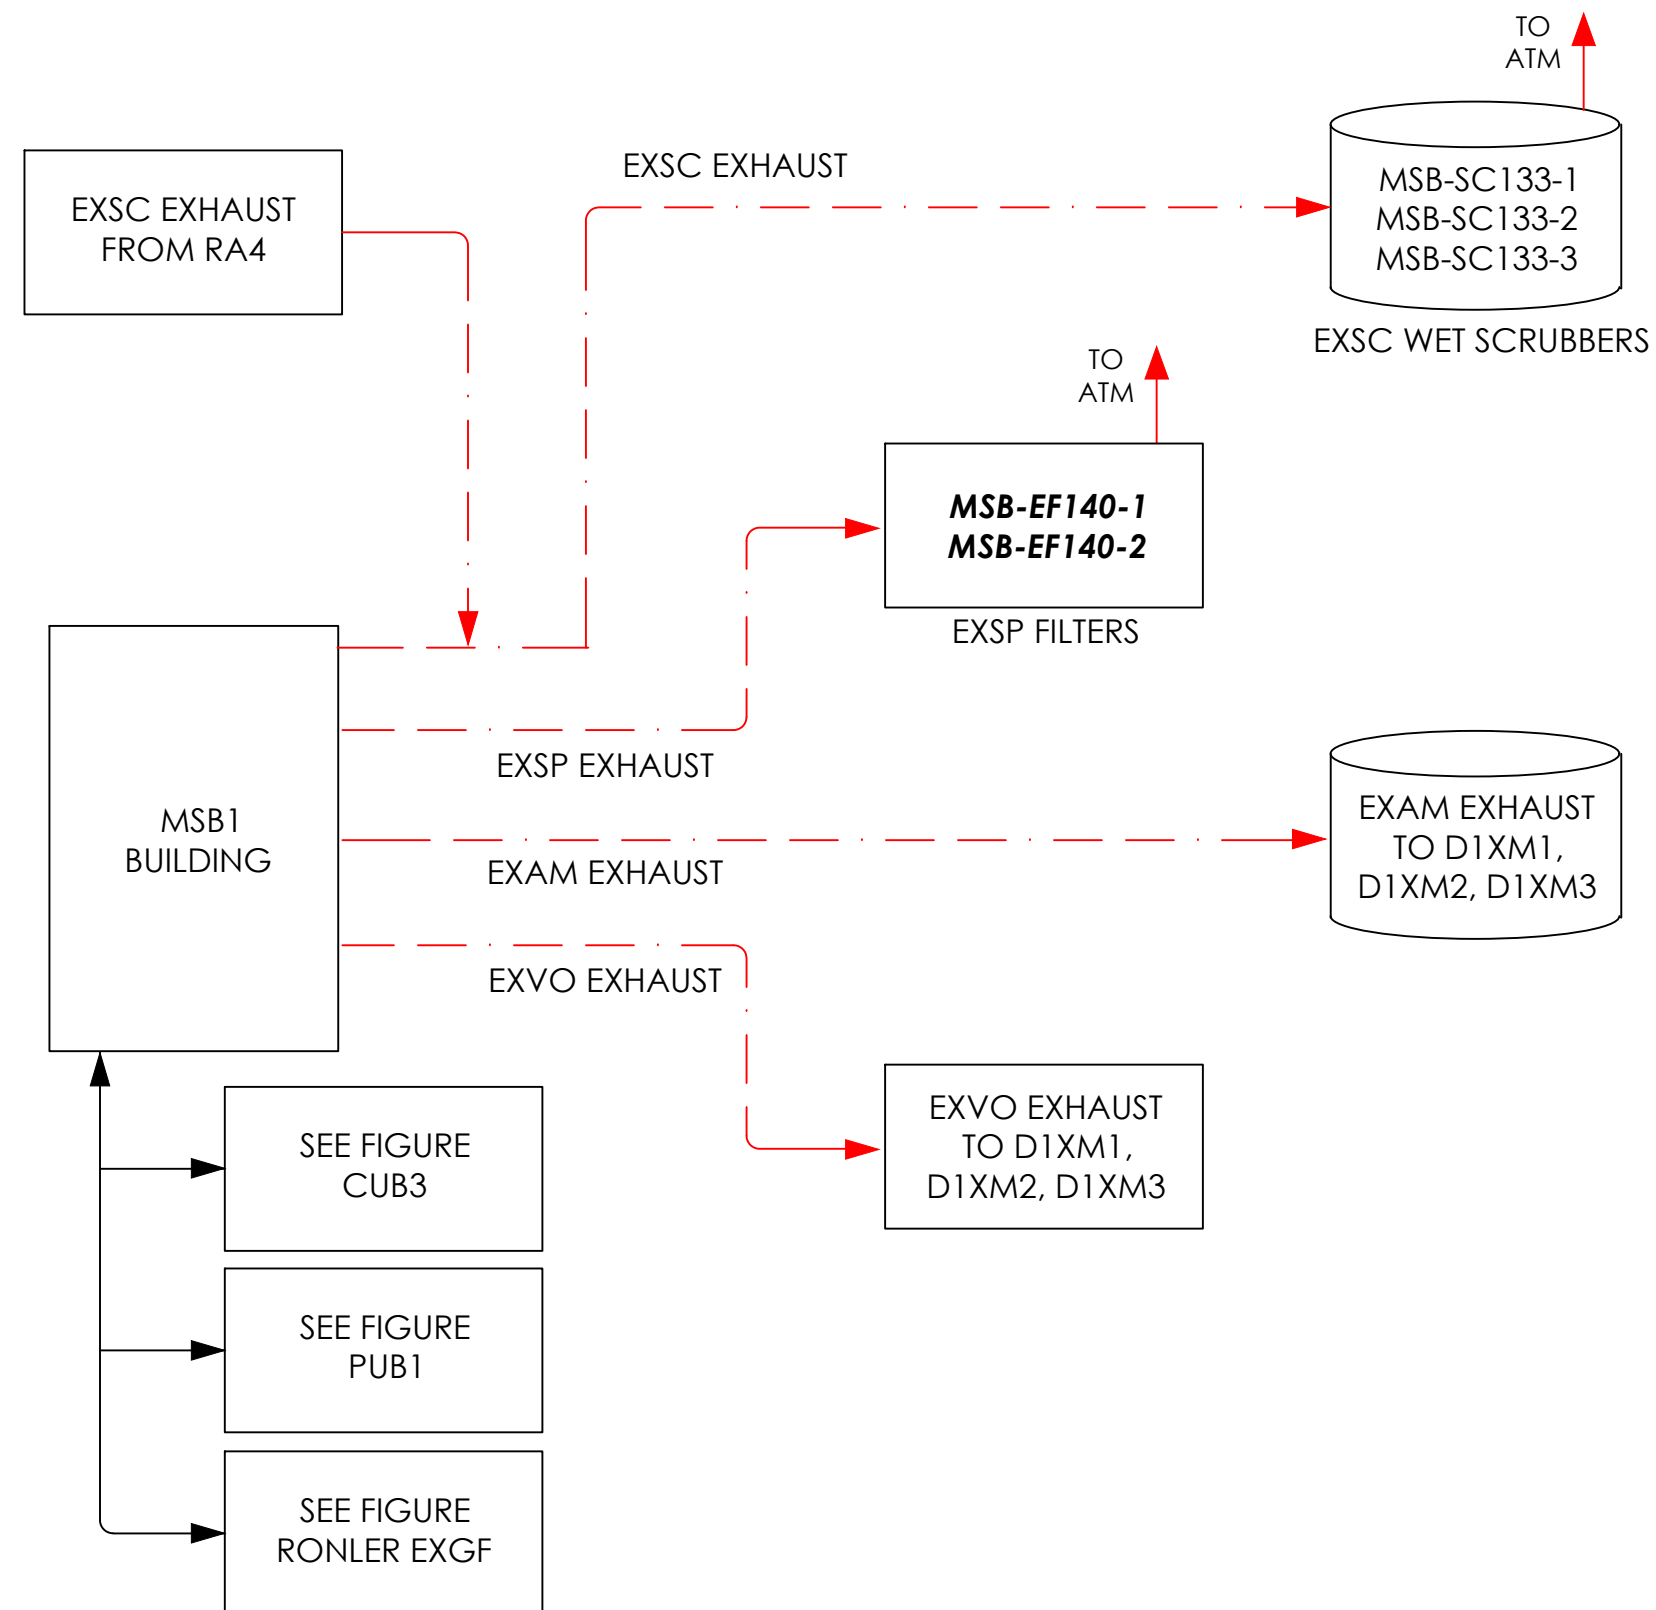 TO
ATM
EXSC EXHAUST
EXSC EXHAUST
FROM RA4
MSB-SC133-1
MSB-SC133-2
MSB-SC133-3
EXSC WET SCRUBBERS
TO
ATM
MSB-EF140-1
MSB-EF140-2
EXSP FILTERS
EXSP EXHAUST
MSB1
BUILDING
EXAM EXHAUST
TO D1XM1,
D1XM2, D1XM3
EXAM EXHAUST
EXVO EXHAUST
EXVO EXHAUST
TO D1XM1,
D1XM2, D1XM3
SEE FIGURE
CUB3
SEE FIGURE
PUB1
SEE FIGURE
RONLER EXGF